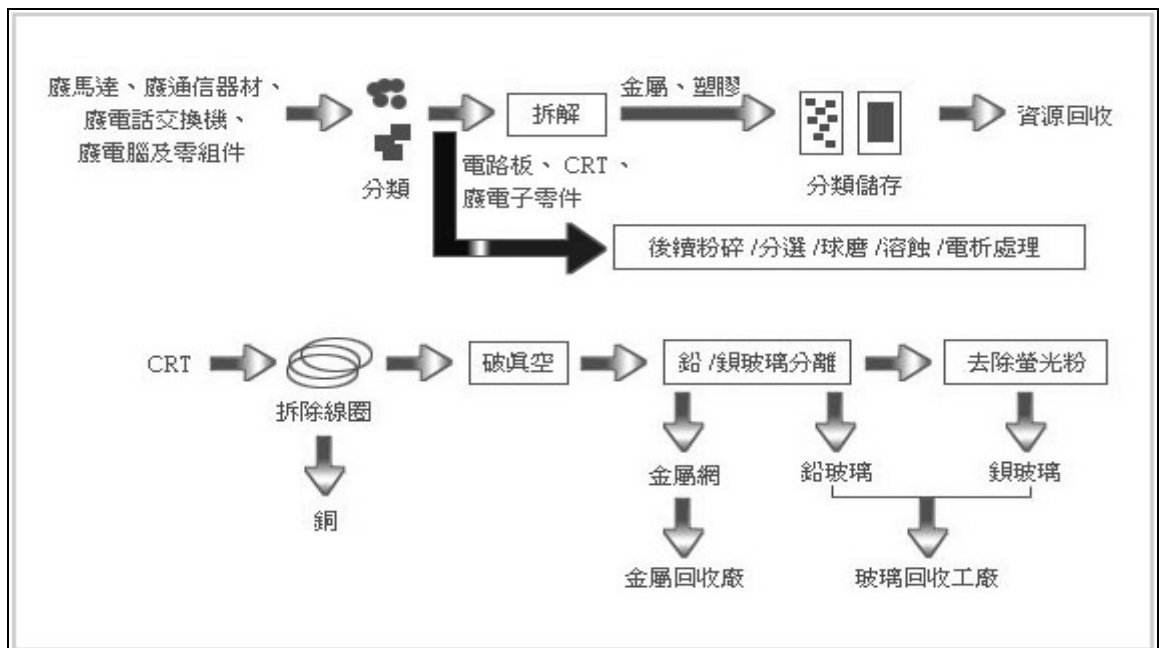 廢馬達、廢通信器材、
廢電話交換機、
廢電腦及零組件
分類
拆解
金屬、塑膠
分類儲存
資源回收
電路板、CRT、
廢電子零件
後續粉碎/分選/球磨/溶蝕/電析處理
CRT
拆除線圈
銅
破真空
鉛/鋇玻璃分離
去除螢光粉
金屬網
鉛玻璃
鋇玻璃
金屬回收廠
玻璃回收工廠